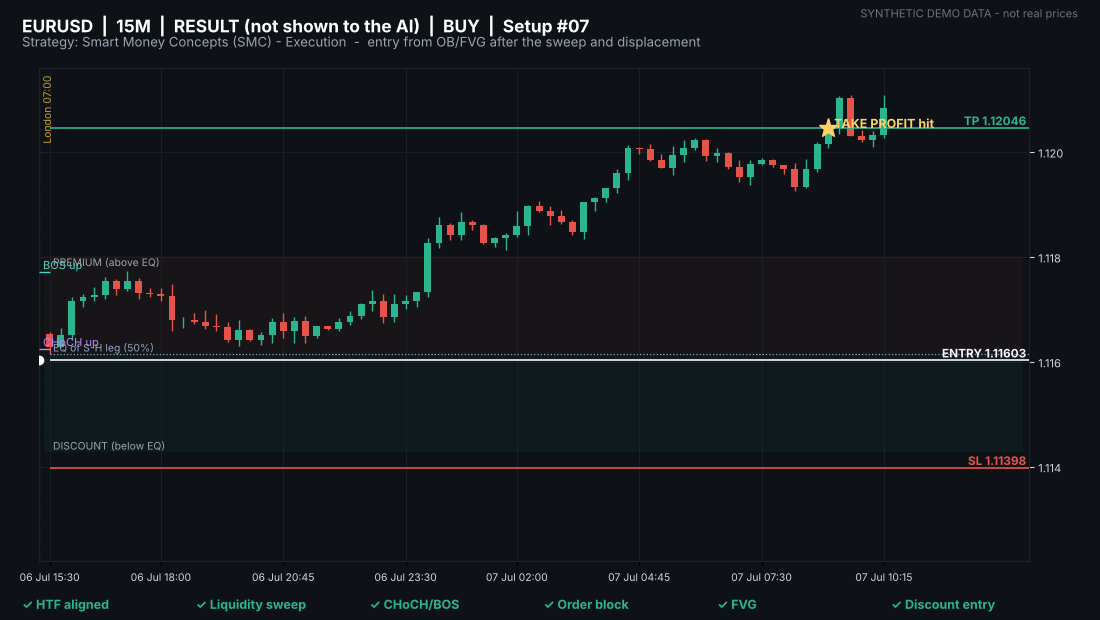 SYNTHETIC DEMO DATA - not real prices
EURUSD | 15M | RESULT (not shown to the AI) | BUY | Setup #07
Strategy: Smart Money Concepts (SMC) - Execution - entry from OB/FVG after the sweep and displacement
London 07:00
TAKE PROFIT hit
TP 1.12046
1.120
PREMIUM (above EQ)
BOS up
1.118
CHoCH up
EQ of S-H leg (50%)
ENTRY 1.11603
1.116
DISCOUNT (below EQ)
SL 1.11398
1.114
06 Jul 15:30 06 Jul 18:00 06 Jul 20:45 06 Jul 23:30 07 Jul 02:00 07 Jul 04:45 07 Jul 07:30 07 Jul 10:15
✓ HTF aligned ✓ Liquidity sweep ✓ CHoCH/BOS ✓ Order block ✓ FVG ✓ Discount entry